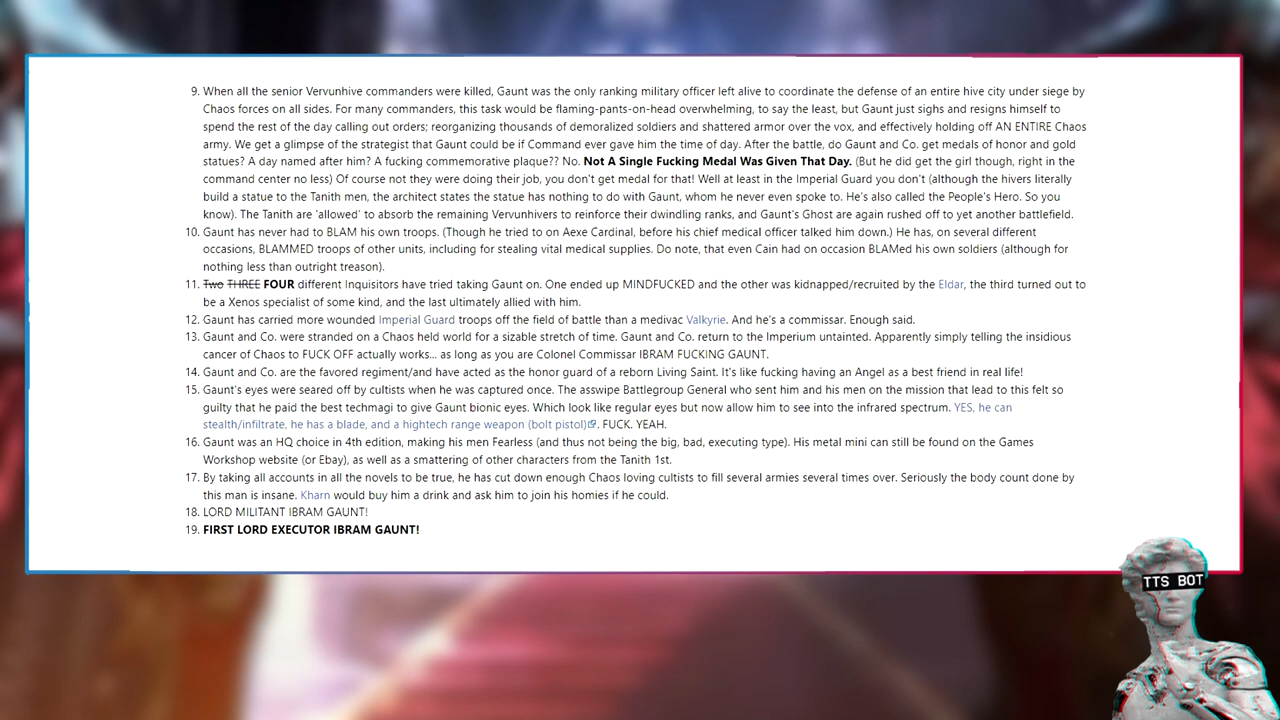 9. When all the senior Vervunhive commanders were killed, Gaunt was the only ranking military officer left alive to coordinate the defense of an entire hive city under siege by
Chaos forces on all sides. For many commanders, this task would be flaming-pants-on-head overwhelming, to say the least, but Gaunt just sighs and resigns himself to
spend the rest of the day calling out orders; reorganizing thousands of demoralized soldiers and shattered armor over the vox, and effectively holding off AN ENTIRE Chaos
army. We get a glimpse of the strategist that Gaunt could be if Command ever gave him the time of day. After the battle, do Gaunt and Co. get medals of honor and gold
statues? A day named after him? A fucking commemorative plaque?? No. Not A Single Fucking Medal Was Given That Day. (But he did get the girl though, right in the
command center no less) Of course not they were doing their job, you don't get medal for that! Well at least in the Imperial Guard you don't (although the hivers literally
build a statue to the Tanith men, the architect states the statue has nothing to do with Gaunt, whom he never even spoke to. He's also called the People's Hero. So you
know). The Tanith are 'allowed' to absorb the remaining Vervunhivers to reinforce their dwindling ranks, and Gaunt's Ghost are again rushed off to yet another battlefield.
10. Gaunt has never had to BLAM his own troops. (Though he tried to on Aexe Cardinal, before his chief medical officer talked him down.) He has, on several different
occasions, BLAMMED troops of other units, including for stealing vital medical supplies. Do note, that even Cain had on occasion BLAMed his own soldiers (although for
nothing less than outright treason).
11. Two THREE FOUR different Inquisitors have tried taking Gaunt on. One ended up MINDFUCKED and the other was kidnapped/recruited by the Eldar, the third turned out to
be a Xenos specialist of some kind, and the last ultimately allied with him.
12. Gaunt has carried more wounded Imperial Guard troops off the field of battle than a medivac Valkyrie. And he's a commissar. Enough said.
13. Gaunt and Co. were stranded on a Chaos held world for a sizable stretch of time. Gaunt and Co. return to the Imperium untainted. Apparently simply telling the insidious
cancer of Chaos to FUCK OFF actually works... as long as you are Colonel Commissar IBRAM FUCKING GAUNT.
14. Gaunt and Co. are the favored regiment/and have acted as the honor guard of a reborn Living Saint. It's like fucking having an Angel as a best friend in real life!
15. Gaunt's eyes were seared off by cultists when he was captured once. The asswipe Battlegroup General who sent him and his men on the mission that lead to this felt so
guilty that he paid the best techmagi to give Gaunt bionic eyes. Which look like regular eyes but now allow him to see into the infrared spectrum. YES, he can
stealth/infiltrate, he has a blade, and a hightech range weapon (bolt pistol). FUCK. YEAH.
16. Gaunt was an HQ choice in 4th edition, making his men Fearless (and thus not being the big, bad, executing type). His metal mini can still be found on the Games
Workshop website (or Ebay), as well as a smattering of other characters from the Tanith 1st.
17. By taking all accounts in all the novels to be true, he has cut down enough Chaos loving cultists to fill several armies several times over. Seriously the body count done by
this man is insane. Kharn would buy him a drink and ask him to join his homies if he could.
18. LORD MILITANT IBRAM GAUNT!
19. FIRST LORD EXECUTOR IBRAM GAUNT!
TTS BOT